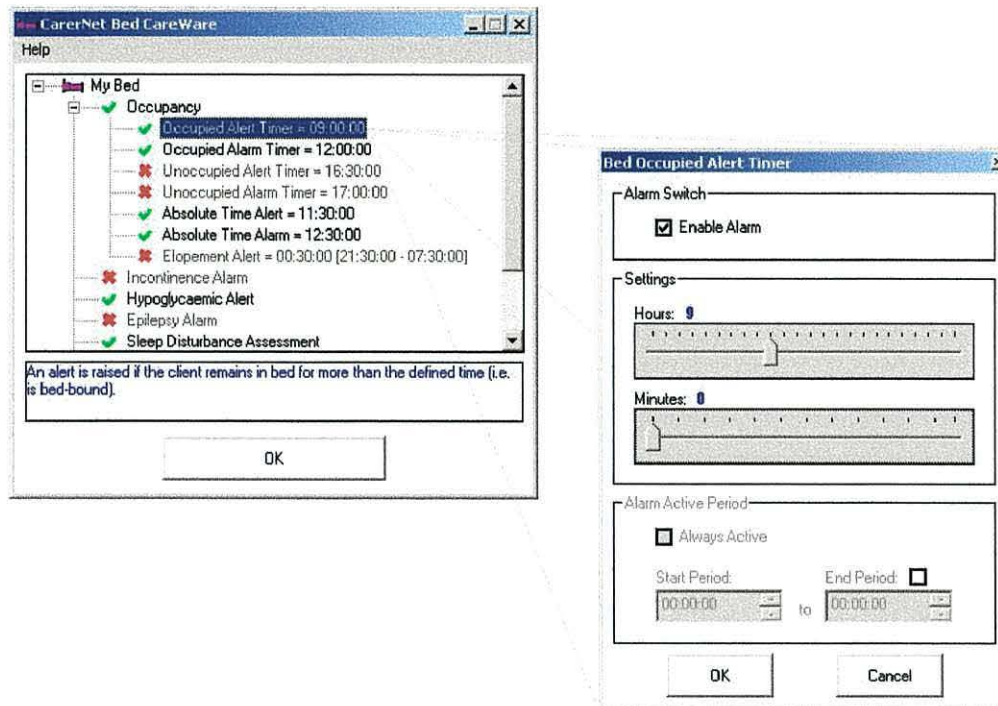 CarerNet Bed CareWare
Help
My Bed
Occupancy
Occupied Alert Timer = 09:00:00
Occupied Alarm Timer = 12:00:00
Unoccupied Alert Timer = 16:30:00
Unoccupied Alarm Timer = 17:00:00
Absolute Time Alert = 11:30:00
Absolute Time Alarm = 12:30:00
Elopement Alert = 00:30:00 [21:30:00 - 07:30:00]
Incontinence Alarm
Hypoglycaemic Alert
Epilepsy Alarm
Sleep Disturbance Assessment
An alert is raised if the client remains in bed for more than the defined time (i.e.
is bed-bound).
OK
Bed Occupied Alert Timer
Alarm Switch
Enable Alarm
Settings
Hours: 9
Minutes: 0
Alarm Active Period
Always Active
Start Period: End Period:
00:00:00 to 00:00:00
OK Cancel